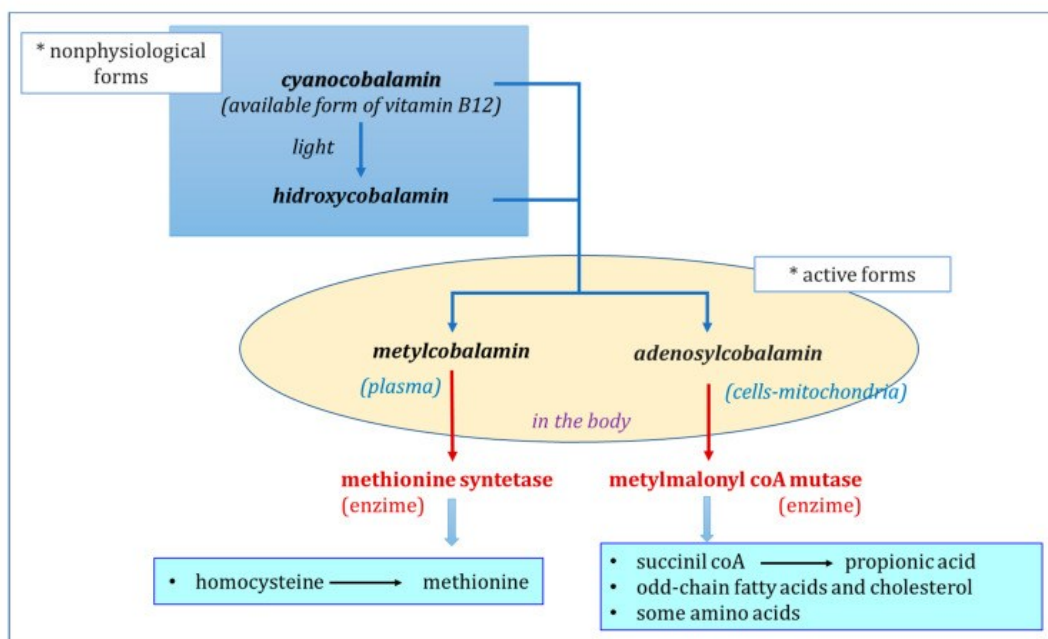 * nonphysiological
forms
cyanocobalamin
(available form of vitamin B12)
light
hidroxycobalamin
* active forms
metylcobalamin
adenosylcobalamin
(plasma)
(cells-mitochondria)
in the body
methionine syntetase
(enzime)
metylmalonyl coA mutase
(enzime)
• homocysteine → methionine
• succinil coA → propionic acid
• odd-chain fatty acids and cholesterol
• some amino acids